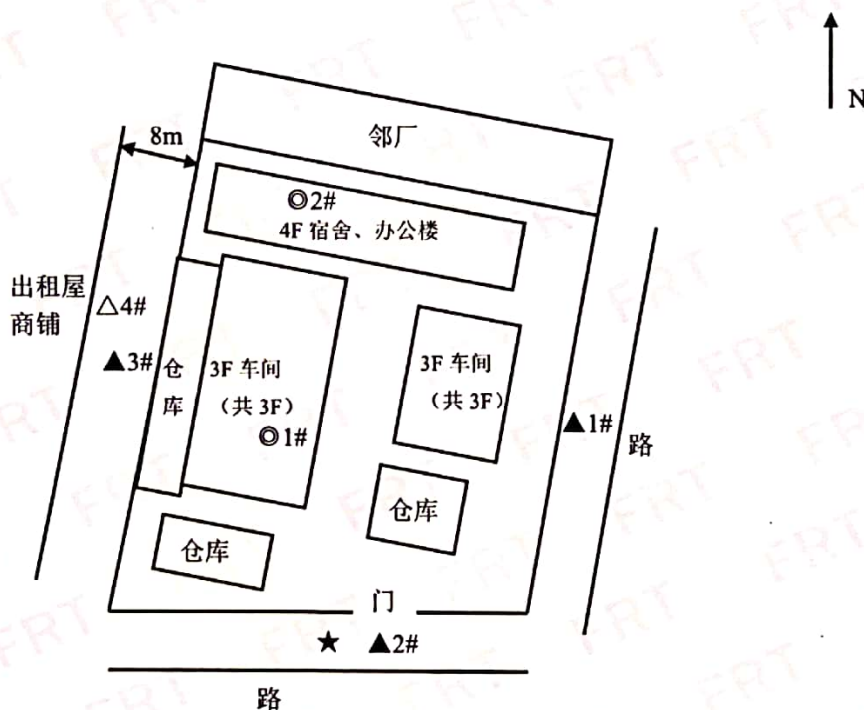 N
8m
邻厂
◎2#
4F 宿舍、办公楼
出租屋
商铺
△4#
▲3#
仓
库
3F 车间
（共 3F）
◎1#
3F 车间
（共 3F）
▲1#
路
仓库
仓库
门
★ ▲2#
路
FRT